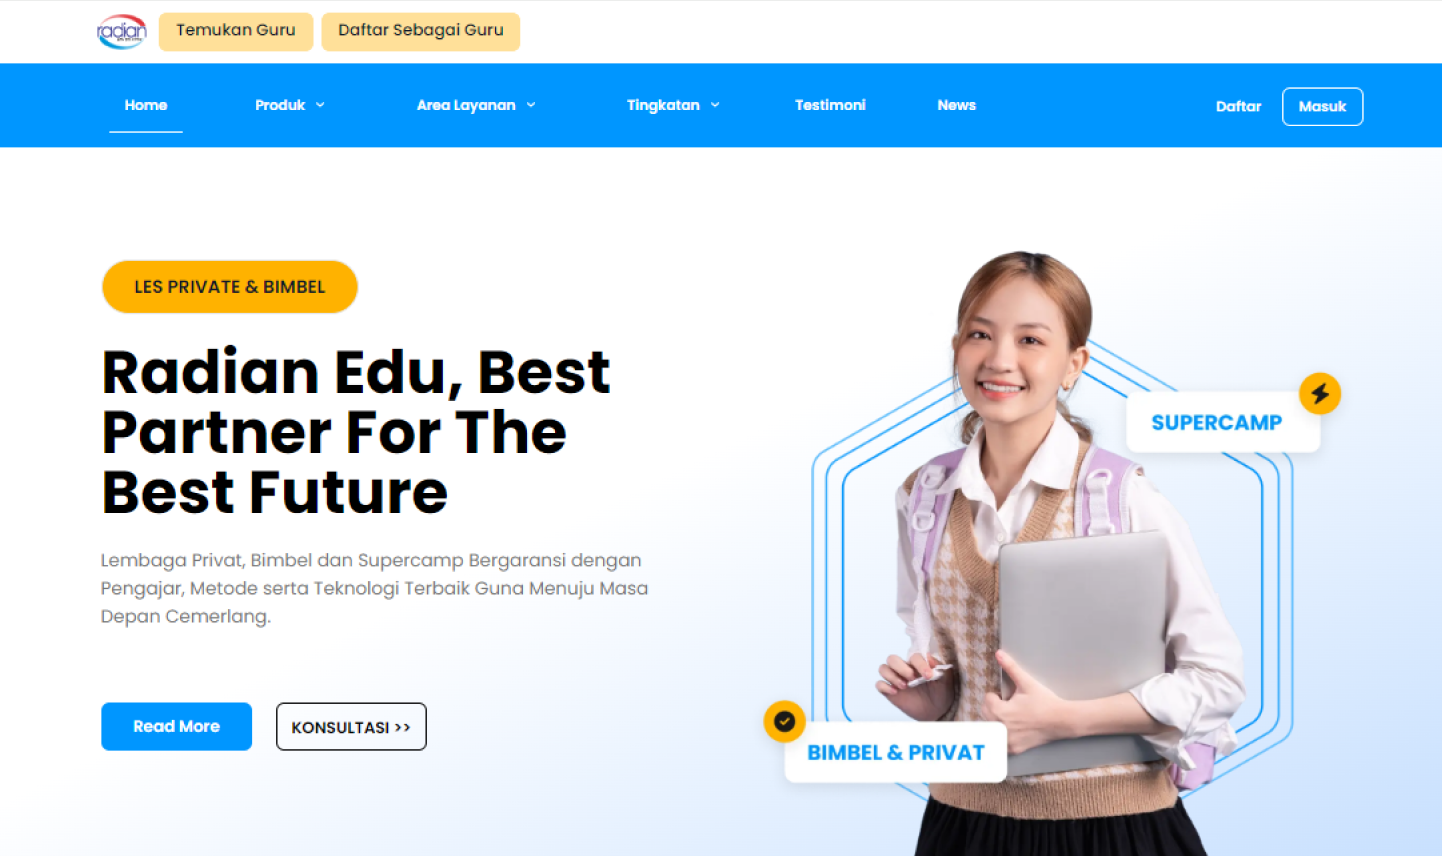 radian
Temukan Guru
Daftar Sebagai Guru
Home
Produk
Area Layanan
Tingkatan
Testimoni
News
Daftar
Masuk
LES PRIVATE & BIMBEL
Radian Edu, Best
Partner For The
Best Future
Lembaga Privat, Bimbel dan Supercamp Bergaransi dengan
Pengajar, Metode serta Teknologi Terbaik Guna Menuju Masa
Depan Cemerlang.
Read More
KONSULTASI >>
SUPERCAMP
BIMBEL & PRIVAT